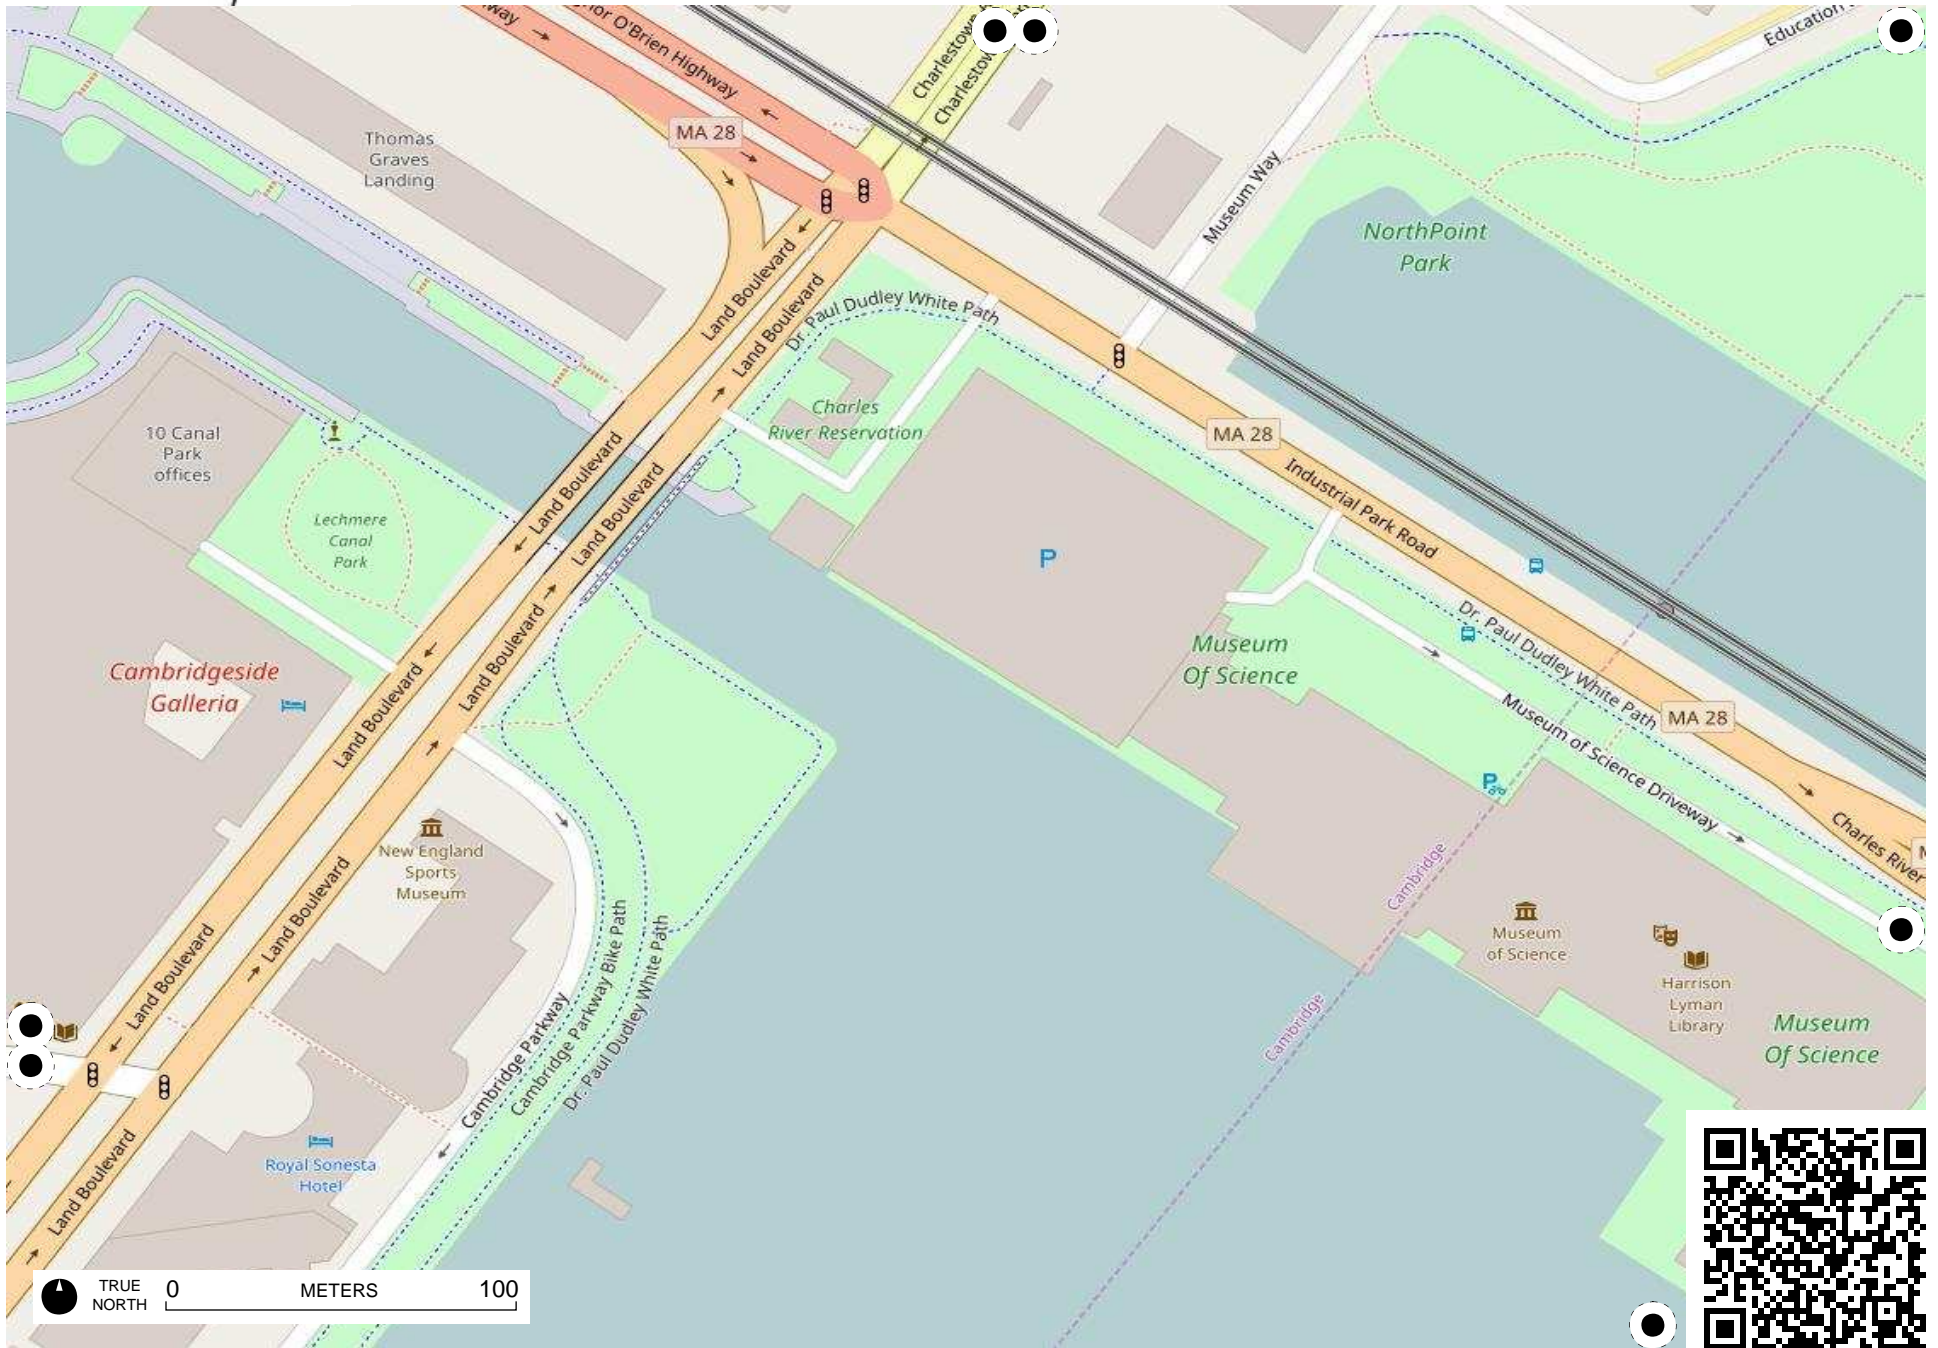 way
nor O'Brien Highway
Charlestown
Charlestow
Education
MA 28
Thomas
Graves
Landing
Museum Way
NorthPoint
Park
Land Boulevard
Land Boulevard
Dr. Paul Dudley White Path
Charles
River Reservation
10 Canal
Park
offices
MA 28
Land Boulevard
Land Boulevard
Industrial Park Road
Lechmere
Canal
Park
P
Land Boulevard
Dr. Paul Dudley White Path
Museum
Of Science
Cambridgeside
Galleria
Land Boulevard
MA 28
Museum of Science Driveway
P
Charles River
M
New England
Sports
Museum
Land Boulevard
Cambridge
Museum
of Science
Land Boulevard
Harrison
Lyman
Library
Museum
Of Science
Cambridge
Cambridge Parkway
Cambridge Parkway Bike Path
Dr. Paul Dudley White Path
Land Boulevard
Royal Sonesta
Hotel
TRUE
NORTH
0 METERS 100